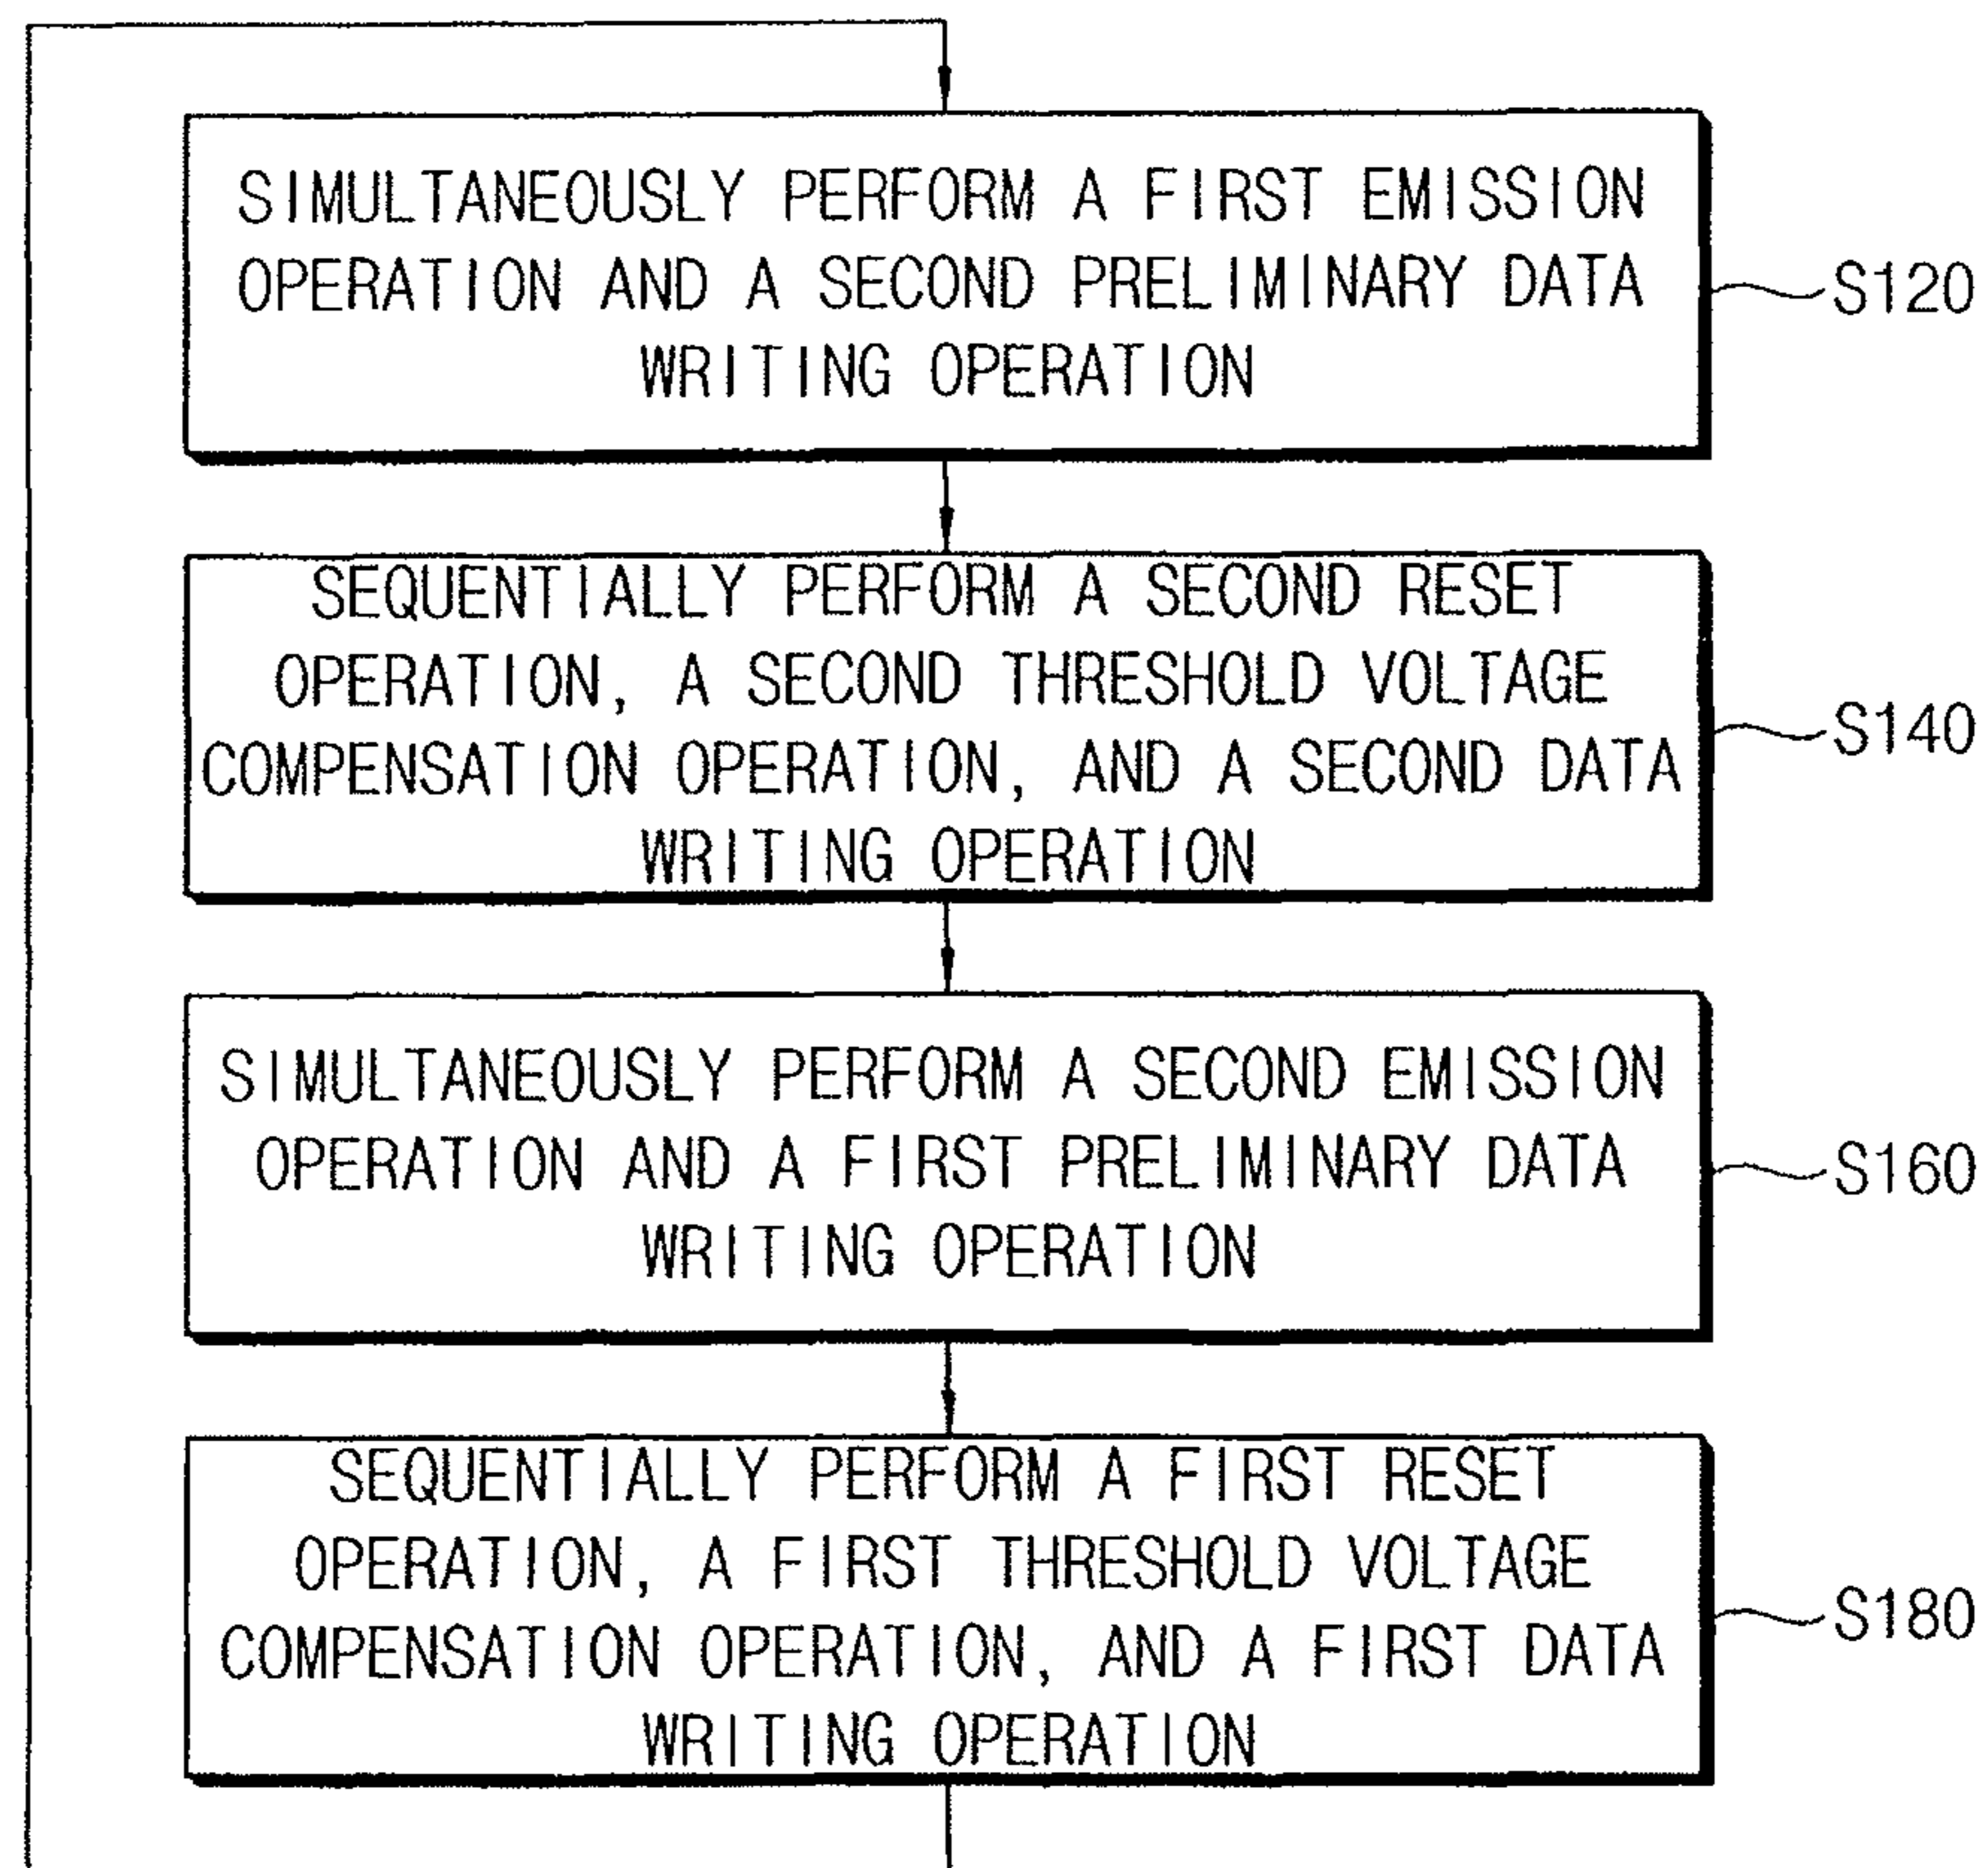 SIMULTANEOUSLY PERFORM A FIRST EMISSION
OPERATION AND A SECOND PRELIMINARY DATA
WRITING OPERATION
S120
SEQUENTIALLY PERFORM A SECOND RESET
OPERATION, A SECOND THRESHOLD VOLTAGE
COMPENSATION OPERATION, AND A SECOND DATA
WRITING OPERATION
S140
SIMULTANEOUSLY PERFORM A SECOND EMISSION
OPERATION AND A FIRST PRELIMINARY DATA
WRITING OPERATION
S160
SEQUENTIALLY PERFORM A FIRST RESET
OPERATION, A FIRST THRESHOLD VOLTAGE
COMPENSATION OPERATION, AND A FIRST DATA
WRITING OPERATION
S180